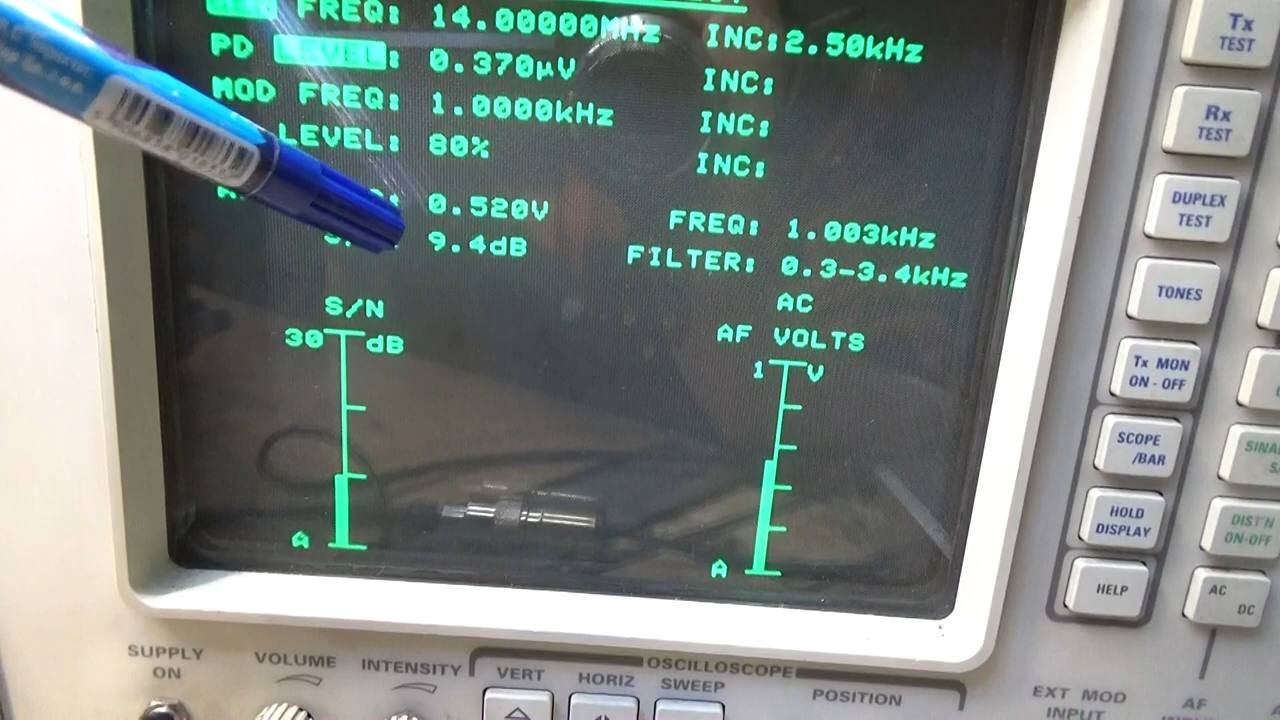 FREQ: 14.00000MHz INC:2.50kHz
PD LEVEL: 0.370µV INC:
MOD FREQ: 1.0000kHz INC:
LEVEL: 80% INC:
0.520V FREQ: 1.003kHz
9.4dB FILTER: 0.3-3.4kHz
S/N
30 dB
A
AC
AF VOLTS
1 V
A
Tx
TEST
Rx
TEST
DUPLEX
TEST
TONES
Tx MON
ON - OFF
SCOPE
/BAR
HOLD
DISPLAY
HELP
DIST'N
ON-OFF
AC
DC
SUPPLY
ON
VOLUME
INTENSITY
OSCILLOSCOPE
VERT
HORIZ
SWEEP
POSITION
EXT MOD
INPUT
AF